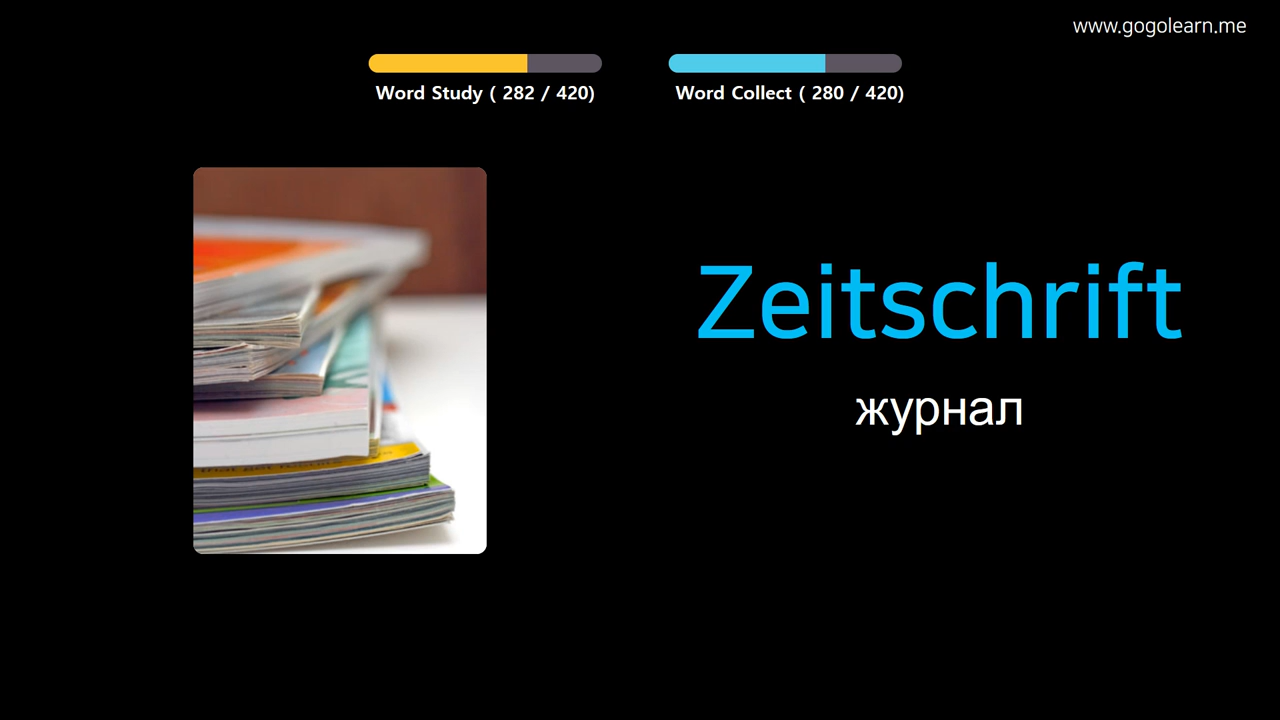 www.gogolearn.me
Word Study ( 282 / 420)
Word Collect ( 280 / 420)
Zeitschrift
журнал